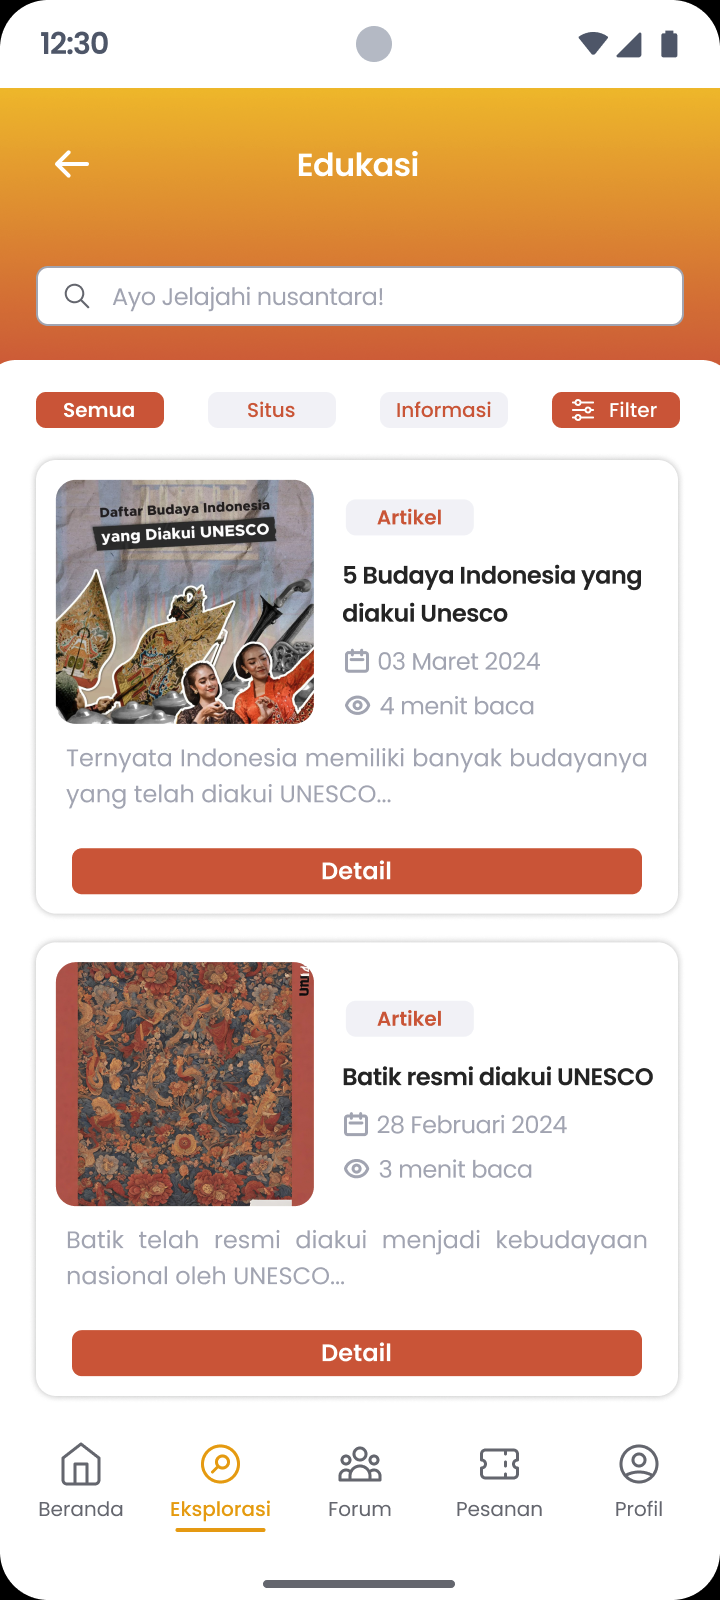 12:30
Edukasi
Ayo Jelajahi nusantara!
Semua
Situs
Informasi
Filter
Daftar Budaya Indonesia
yang Diakui UNESCO
Artikel
5 Budaya Indonesia yang
diakui Unesco
03 Maret 2024
4 menit baca
Ternyata Indonesia memiliki banyak budayanya
yang telah diakui UNESCO...
Detail
Artikel
Batik resmi diakui UNESCO
28 Februari 2024
3 menit baca
Batik telah resmi diakui menjadi kebudayaan
nasional oleh UNESCO...
Detail
Beranda
Eksplorasi
Forum
Pesanan
Profil